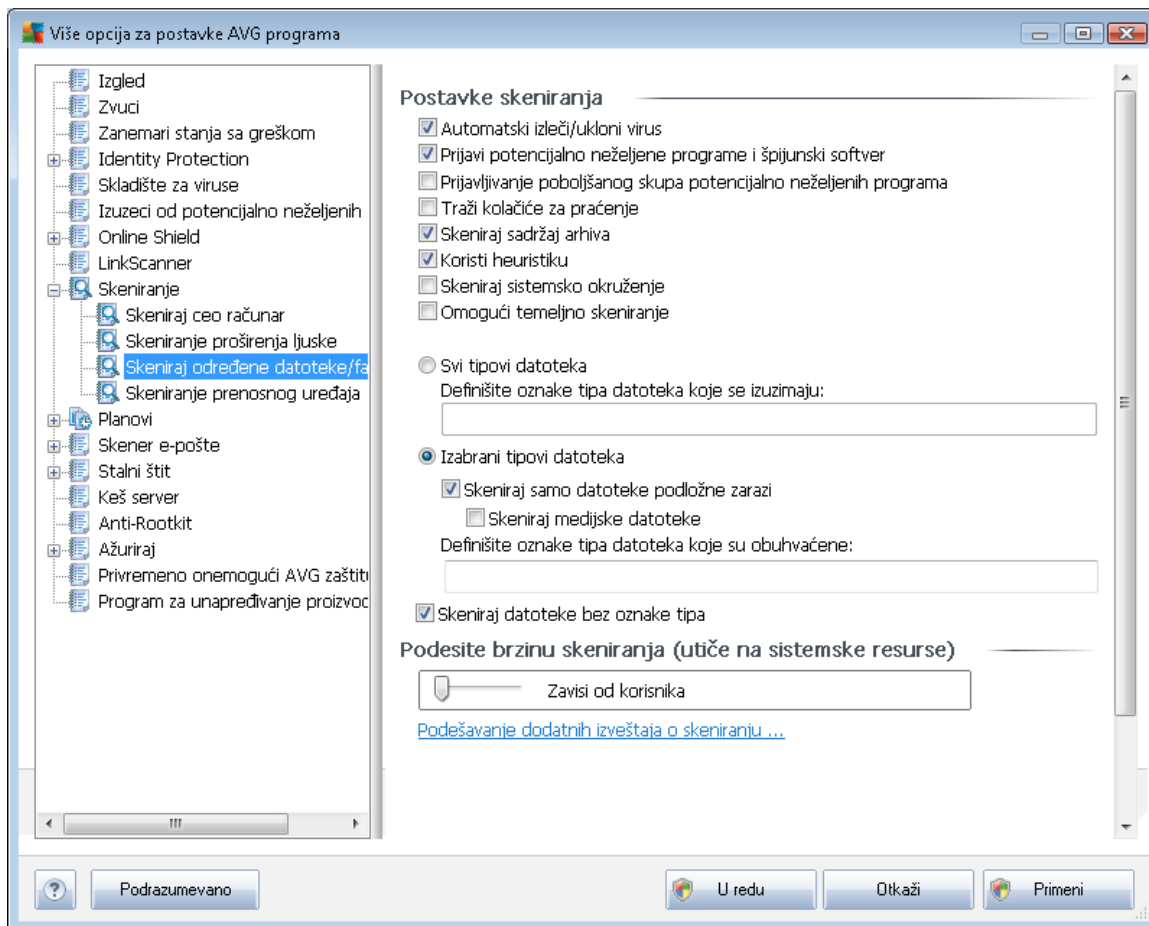 Više opcija za postavke AVG programa
Izgled
Zvuci
Zanemari stanja sa greškom
Identity Protection
Skladište za viruse
Izuzeci od potencijalno neželjenih
Online Shield
LinkScanner
Skeniranje
Skeniraj ceo računar
Skeniranje proširenja ljuske
Skeniraj određene datoteke/fa
Skeniranje prenosnog uređaja
Planovi
Skener e-pošte
Stalni štit
Keš server
Anti-Rootkit
Ažuriraj
Privremeno onemogući AVG zaštitu
Program za unapređivanje proizvod
Postavke skeniranja
Automatski izleči/ukloni virus
Prijavi potencijalno neželjene programe i špijunski softver
Prijavljivanje poboljšanog skupa potencijalno neželjenih programa
Traži kolačiće za praćenje
Skeniraj sadržaj arhiva
Koristi heuristiku
Skeniraj sistemsko okruženje
Omogući temeljno skeniranje
Svi tipovi datoteka
Definišite oznake tipa datoteka koje se izuzimaju:
Izabrani tipovi datoteka
Skeniraj samo datoteke podložne zarazi
Skeniraj medijske datoteke
Definišite oznake tipa datoteka koje su obuhvaćene:
Skeniraj datoteke bez oznake tipa
Podesite brzinu skeniranja (utiče na sistemske resurse)
Zavisi od korisnika
Podešavanje dodatnih izveštaja o skeniranju ...
?
Podrazumevano
U redu
Otkaži
Primeni